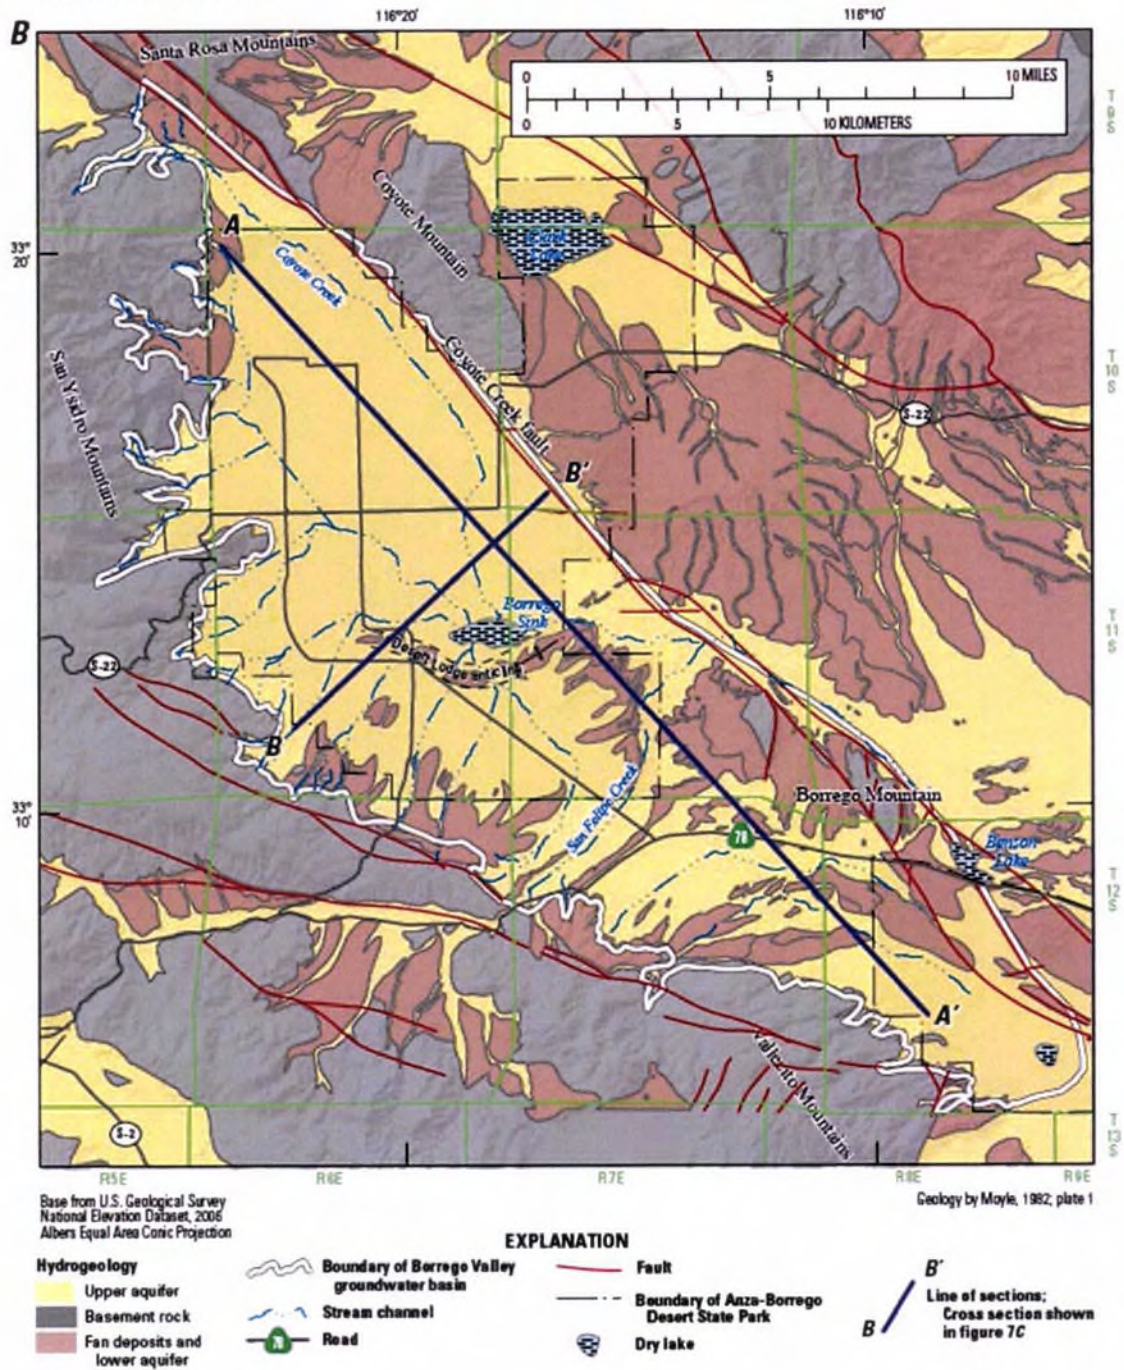 B
116°20'
116°10'
Santa Rosa Mountains
0 5 10 MILES
0 5 10 KILOMETERS
T
9
S
Coyote Mountain
A
33°
20'
Coyote Creek
San Ysidro Mountains
Coyote Creek fault
T
10
S
S-22
B'
Borrego
Sink
T
11
S
S-22
Desert Lodge anticline
B
San Felipe Creek
Borrego Mountain
33°
10'
78
Benson
Lake
T
12
S
A'
Vallecito Mountains
S-2
T
13
S
R5E
R6E
R7E
R8E
R9E
Base from U.S. Geological Survey
National Elevation Dataset, 2006
Albers Equal Area Conic Projection
Geology by Moyle, 1982; plate 1
EXPLANATION
Hydrogeology
Upper aquifer
Basement rock
Fan deposits and
lower aquifer
Boundary of Borrego Valley
groundwater basin
Stream channel
78
Road
Fault
Boundary of Anza-Borrego
Desert State Park
Dry lake
B'
B
Line of sections;
Cross section shown
in figure 7C